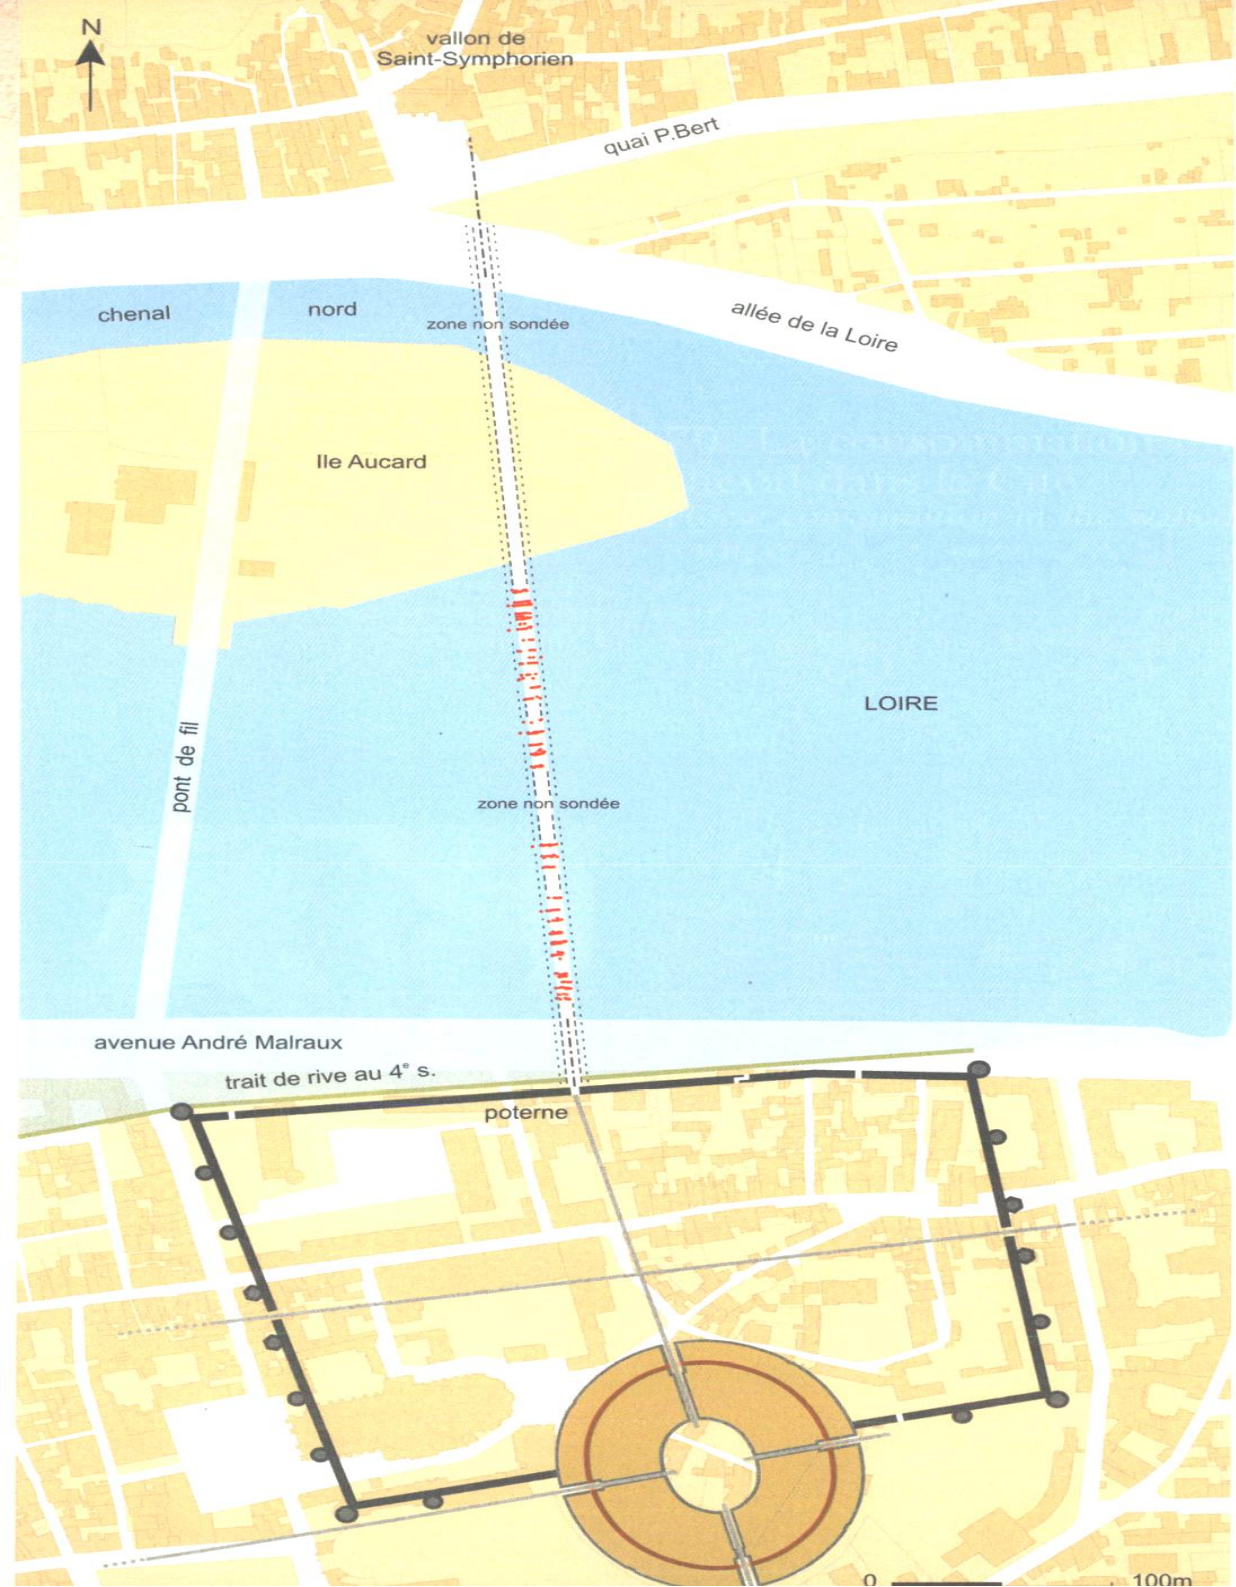 N
vallon de
Saint-Symphorien
quai P.Bert
chenal
nord
zone non sondée
allée de la Loire
Ile Aucard
LOIRE
pont de fil
zone non sondée
avenue André Malraux
trait de rive au 4e s.
poterne
0 100m